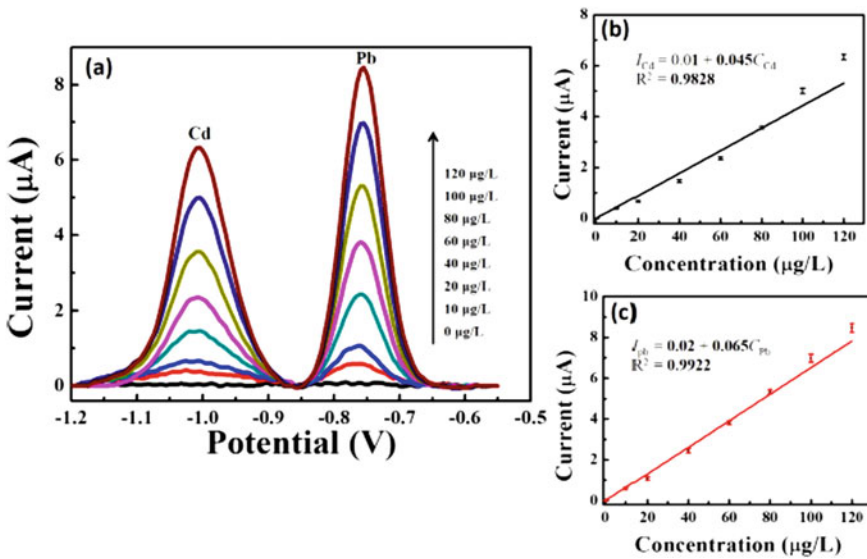 (a)
Pb
Cd
120 µg/L
100 µg/L
80 µg/L
60 µg/L
40 µg/L
20 µg/L
10 µg/L
0 µg/L
Current (µA)
8
6
4
2
0
-1.2 -1.1 -1.0 -0.9 -0.8 -0.7 -0.6 -0.5
Potential (V)
(b)
I_Cd = 0.01 + 0.045C_Cd
R² = 0.9828
Current (µA)
8
6
4
2
0
0 20 40 60 80 100 120
Concentration (µg/L)
(c)
I_pb = 0.02 + 0.065C_Pb
R² = 0.9922
Current (µA)
10
8
6
4
2
0
0 20 40 60 80 100 120
Concentration (µg/L)